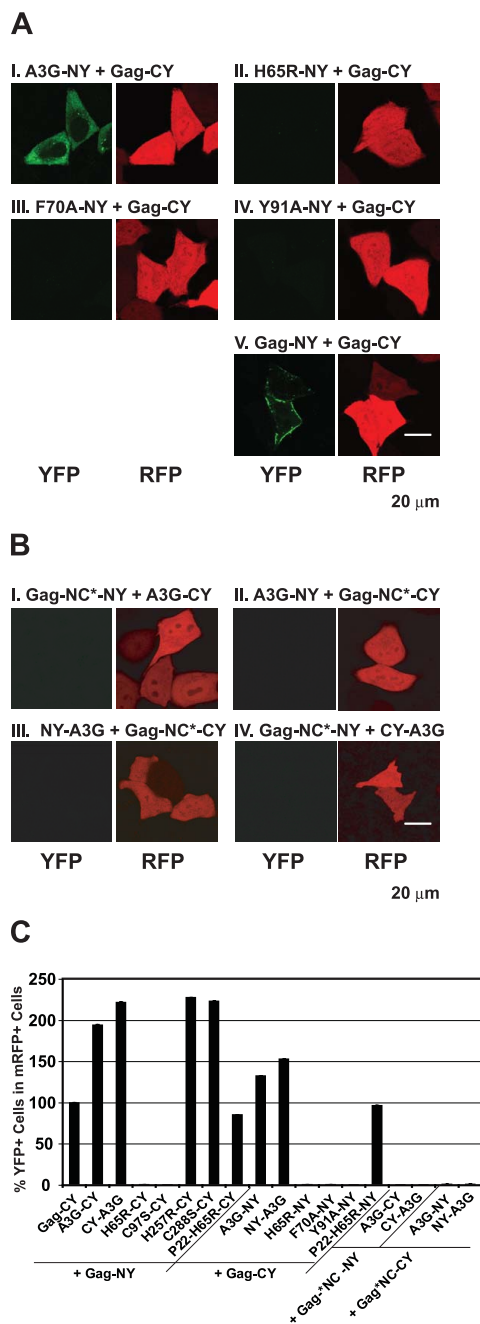 A
I. A3G-NY + Gag-CY
II. H65R-NY + Gag-CY
III. F70A-NY + Gag-CY
IV. Y91A-NY + Gag-CY
V. Gag-NY + Gag-CY
YFP
RFP
YFP
RFP
20 μm
B
I. Gag-NC*-NY + A3G-CY
II. A3G-NY + Gag-NC*-CY
III. NY-A3G + Gag-NC*-CY
IV. Gag-NC*-NY + CY-A3G
YFP
RFP
YFP
RFP
20 μm
C
% YFP+ Cells in mRFP+ Cells
250
200
150
100
50
0
Gag-CY
A3G-CY
CY-A3G
H65R-CY
C97S-CY
H257R-CY
C288S-CY
P22-H65R-CY
A3G-NY
NY-A3G
H65R-NY
F70A-NY
Y91A-NY
P22-H65R-NY
A3G-CY
CY-A3G
A3G-NY
NY-A3G
+ Gag-NY
+ Gag-CY
+ Gag-*NC -NY
+ Gag*NC-CY